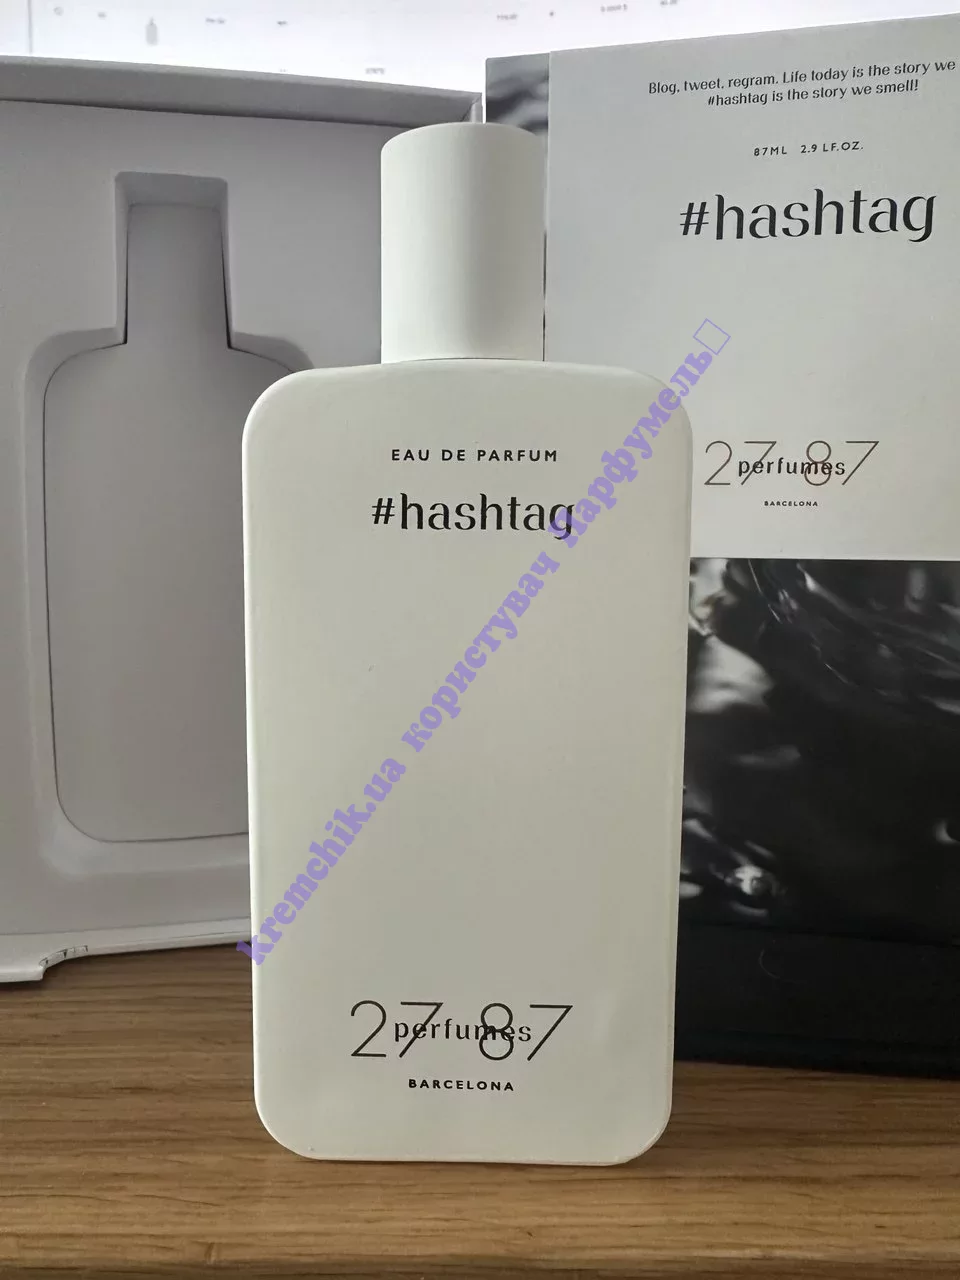 Blog, tweet, regram. Life today is the story we
#hashtag is the story we smell!
87ML 2.9 LF.OZ.
#hashtag
27 87
perfumes
BARCELONA
EAU DE PARFUM
#hashtag
27 87
perfumes
BARCELONA
kremchik.ua користувач Парфумель